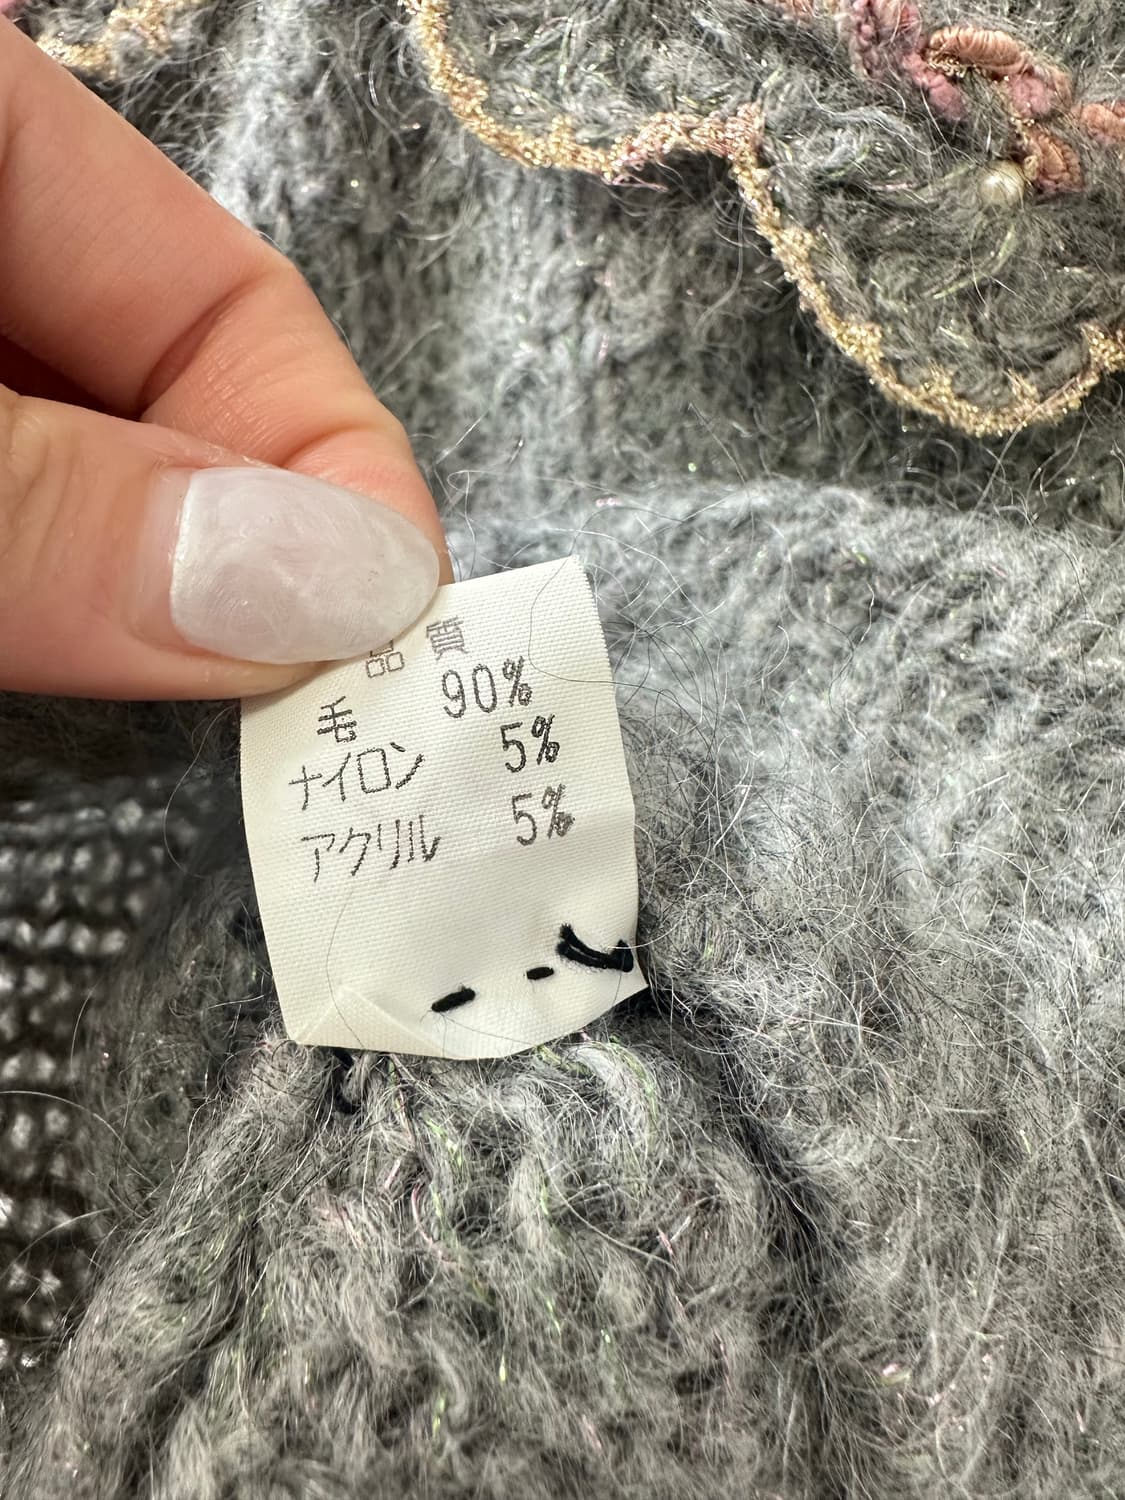 品質
毛 90%
ナイロン 5%
アクリル 5%